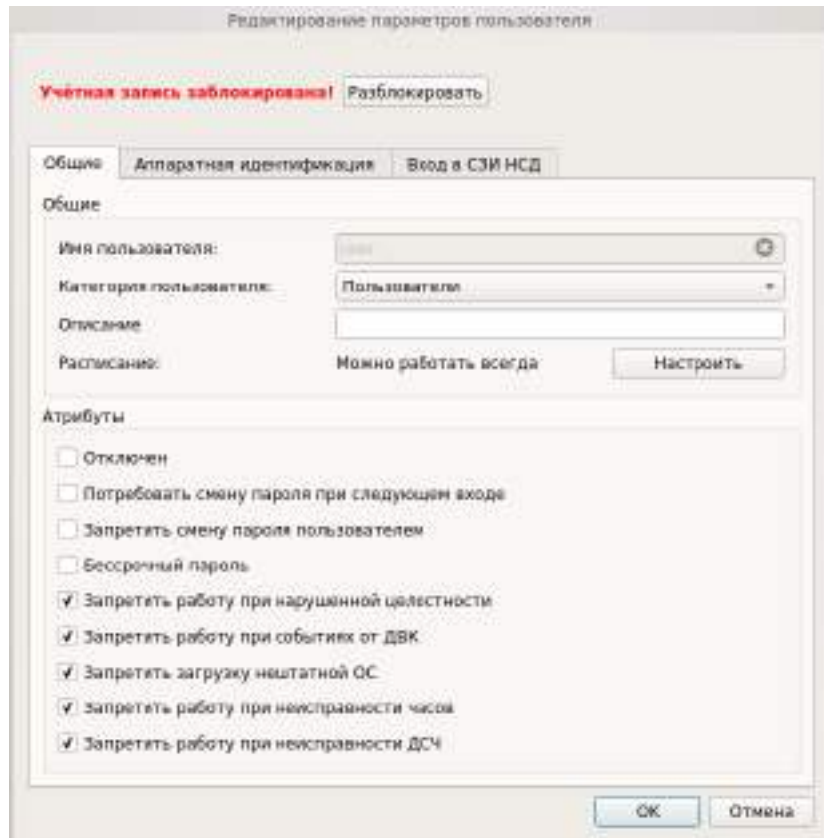 Редактирование параметров пользователя
Учётная запись заблокирована! Разблокировать
Общие Аппаратная идентификация Вход в СЗИ НСД
Общие
Имя пользователя:
Категория пользователя: Пользователи
Описание
Расписание: Можно работать всегда Настроить
Атрибуты
Отключен
Потребовать смену пароля при следующем входе
Запретить смену пароля пользователем
Бессрочный пароль
Запретить работу при нарушенной целостности
Запретить работу при событиях от ДВК
Запретить загрузку нештатной ОС
Запретить работу при неисправности часов
Запретить работу при неисправности ДСЧ
ОК Отмена